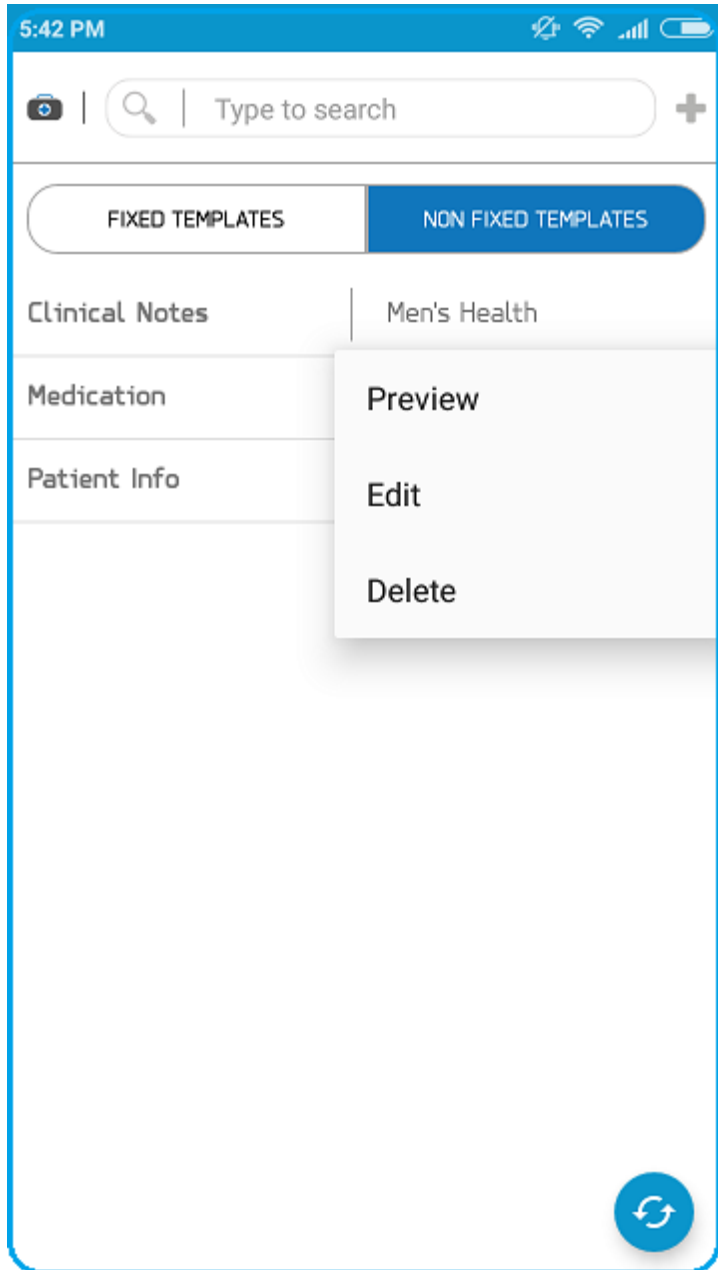 5:42 PM
Type to search
FIXED TEMPLATES
NON FIXED TEMPLATES
Clinical Notes
Men's Health
Medication
Patient Info
Preview
Edit
Delete